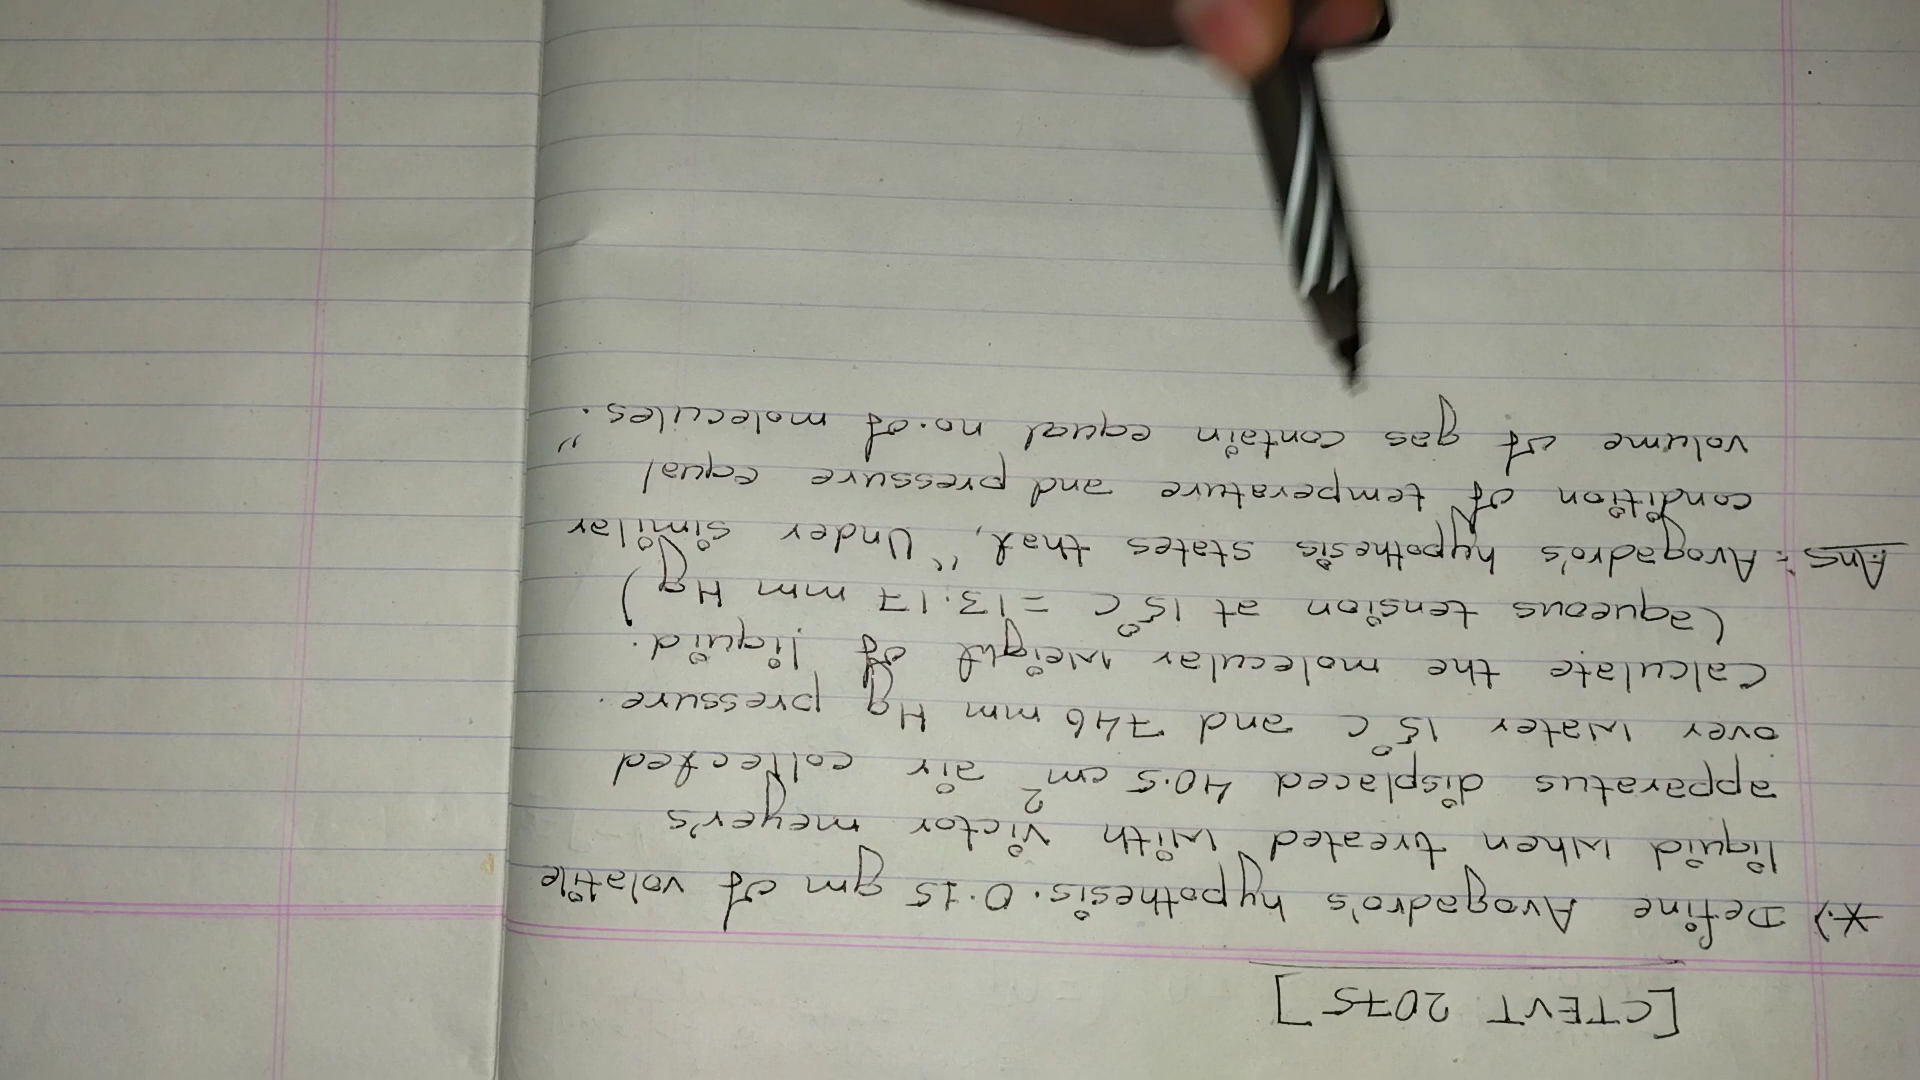 [CTEVT 2075]
*.) Define Avogadro's hypothesis. 0.15 gm of volatile
liquid when treated with victor meyer's
apparatus displaced 40.5 cm² air collected
over water 15°C and 746 mm Hg pressure.
Calculate the molecular weight of liquid.
(aqueous tension at 15°C = 13.17 mm Hg)
Ans:- Avogadro's hypothesis states that, "Under similar
condition of temperature and pressure equal
volume of gas contain equal no. of molecules."